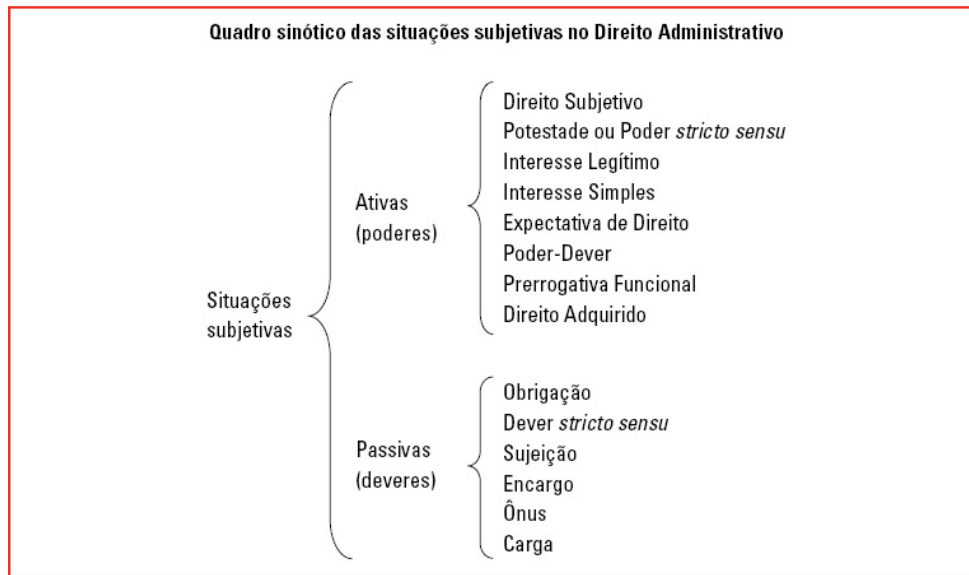 Quadro sinótico das situações subjetivas no Direito Administrativo
Situações
subjetivas
Ativas
(poderes)
Direito Subjetivo
Potestade ou Poder stricto sensu
Interesse Legítimo
Interesse Simples
Expectativa de Direito
Poder-Dever
Prerrogativa Funcional
Direito Adquirido
Passivas
(deveres)
Obrigação
Dever stricto sensu
Sujeição
Encargo
Ônus
Carga